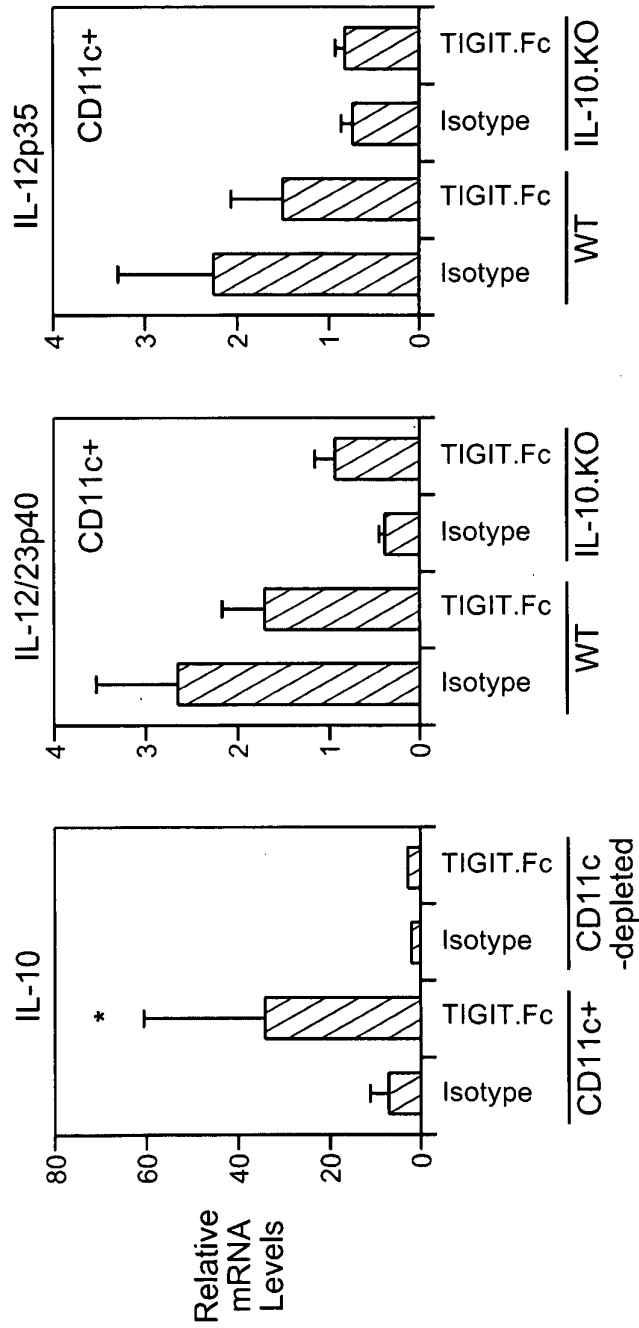 IL-10
Relative
mRNA
Levels
80
60
40
20
0
*
Isotype
TIGIT.Fc
Isotype
TIGIT.Fc
CD11c+
CD11c
-depleted
IL-12/23p40
CD11c+
4
3
2
1
0
Isotype
TIGIT.Fc
Isotype
TIGIT.Fc
WT
IL-10.KO
IL-12p35
CD11c+
4
3
2
1
0
Isotype
TIGIT.Fc
Isotype
TIGIT.Fc
WT
IL-10.KO